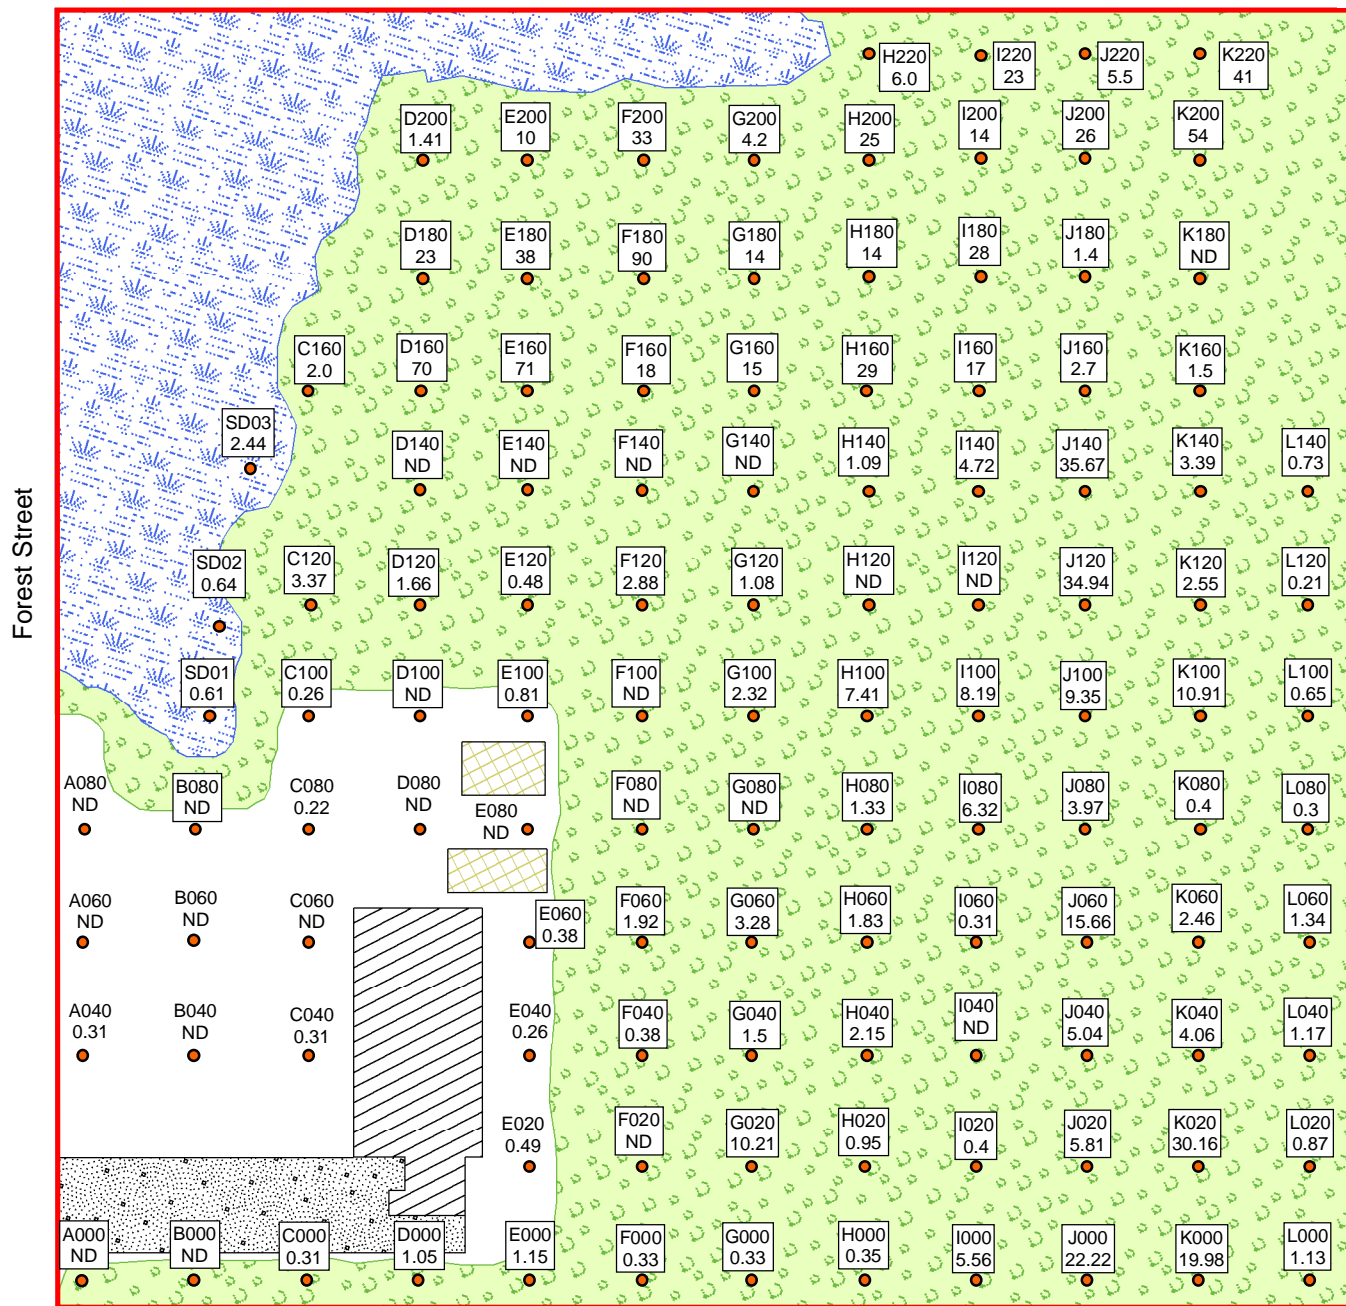 H220
6.0
I220
23
J220
5.5
K220
41
D200
1.41
E200
10
F200
33
G200
4.2
H200
25
I200
14
J200
26
K200
54
D180
23
E180
38
F180
90
G180
14
H180
14
I180
28
J180
1.4
K180
ND
C160
2.0
D160
70
E160
71
F160
18
G160
15
H160
29
I160
17
J160
2.7
K160
1.5
SD03
2.44
D140
ND
E140
ND
F140
ND
G140
ND
H140
1.09
I140
4.72
J140
35.67
K140
3.39
L140
0.73
Forest Street
SD02
0.64
C120
3.37
D120
1.66
E120
0.48
F120
2.88
G120
1.08
H120
ND
I120
ND
J120
34.94
K120
2.55
L120
0.21
SD01
0.61
C100
0.26
D100
ND
E100
0.81
F100
ND
G100
2.32
H100
7.41
I100
8.19
J100
9.35
K100
10.91
L100
0.65
A080
ND
B080
ND
C080
0.22
D080
ND
E080
ND
F080
ND
G080
ND
H080
1.33
I080
6.32
J080
3.97
K080
0.4
L080
0.3
A060
ND
B060
ND
C060
ND
E060
0.38
F060
1.92
G060
3.28
H060
1.83
I060
0.31
J060
15.66
K060
2.46
L060
1.34
A040
0.31
B040
ND
C040
0.31
E040
0.26
F040
0.38
G040
1.5
H040
2.15
I040
ND
J040
5.04
K040
4.06
L040
1.17
E020
0.49
F020
ND
G020
10.21
H020
0.95
I020
0.4
J020
5.81
K020
30.16
L020
0.87
A000
ND
B000
ND
C000
0.31
D000
1.05
E000
1.15
F000
0.33
G000
0.33
H000
0.35
I000
5.56
J000
22.22
K000
19.98
L000
1.13